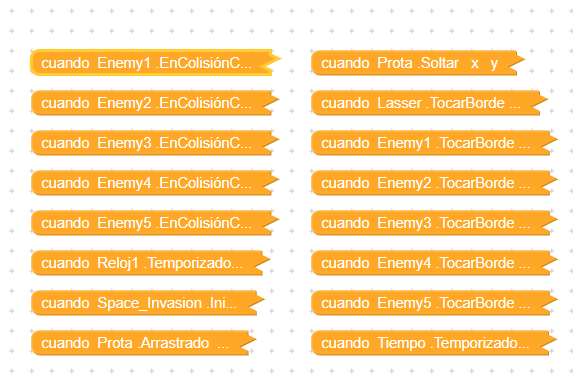 cuando Enemy1 .EnColisiónC...
cuando Enemy2 .EnColisiónC...
cuando Enemy3 .EnColisiónC...
cuando Enemy4 .EnColisiónC...
cuando Enemy5 .EnColisiónC...
cuando Reloj1 .Temporizado...
cuando Space_Invasion .Ini...
cuando Prota .Arrastrado ...
cuando Prota .Soltar x y
cuando Lasser .TocarBorde ...
cuando Enemy1 .TocarBorde ...
cuando Enemy2 .TocarBorde ...
cuando Enemy3 .TocarBorde ...
cuando Enemy4 .TocarBorde ...
cuando Enemy5 .TocarBorde ...
cuando Tiempo .Temporizado...